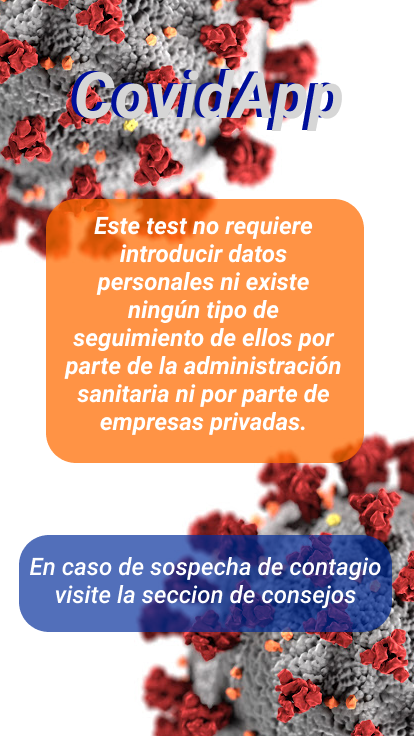 CovidApp
Este test no requiere
introducir datos
personales ni existe
ningún tipo de
seguimiento de ellos por
parte de la administración
sanitaria ni por parte de
empresas privadas.
En caso de sospecha de contagio
visite la seccion de consejos